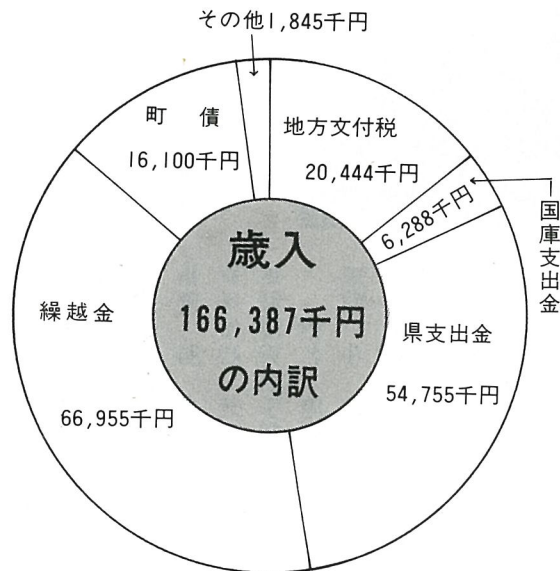 その他1,845千円
町債
16,100千円
地方文付税
20,444千円
6,288千円
国庫支出金
歳入
166,387千円
の内訳
繰越金
66,955千円
県支出金
54,755千円